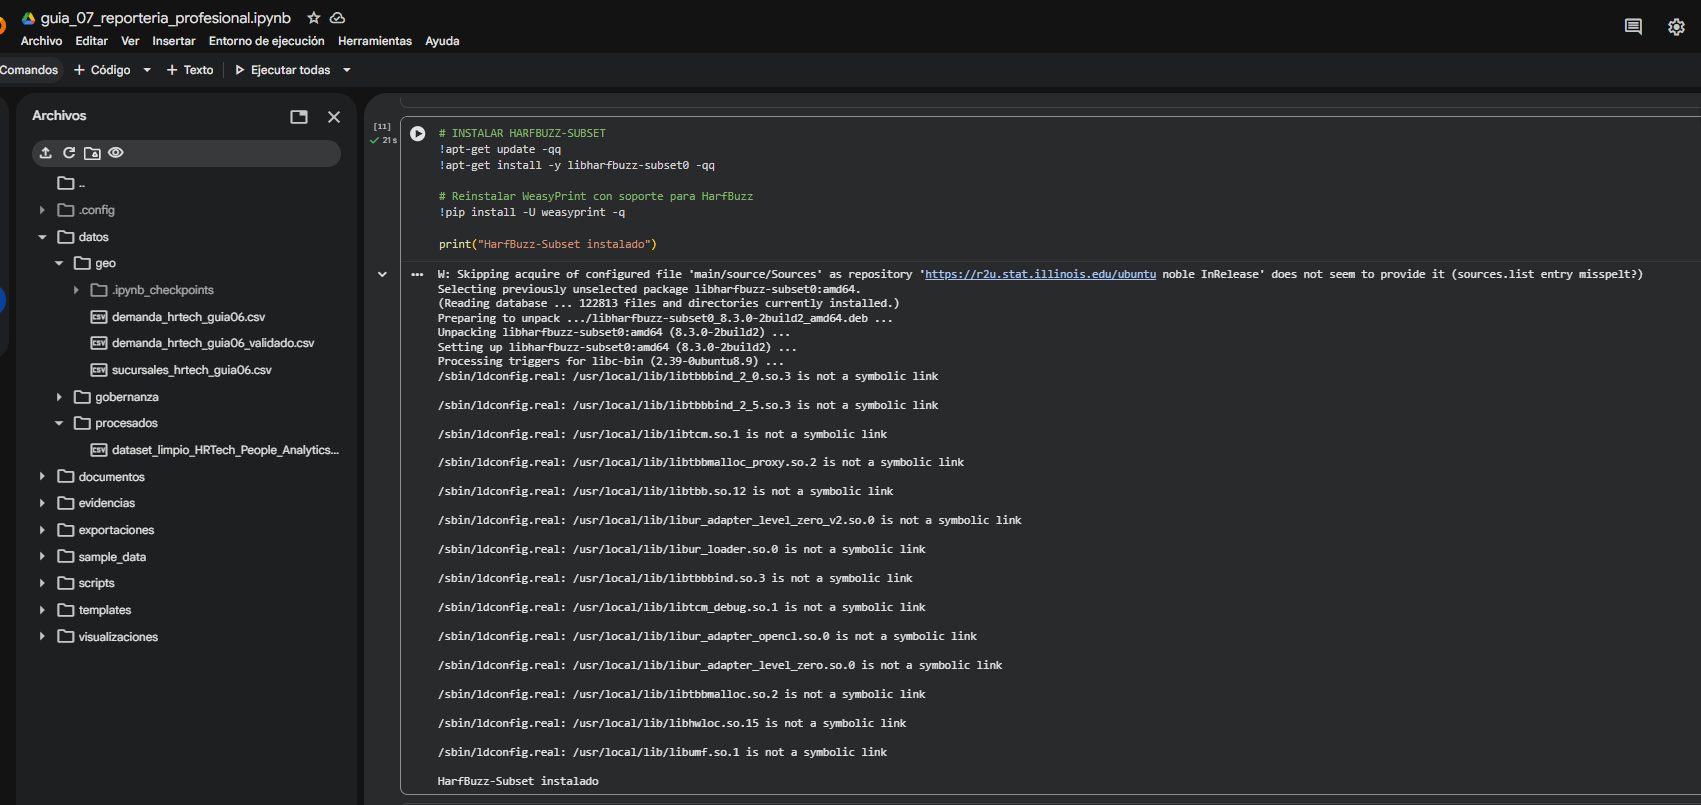 guia_07_reporteria_profesional.ipynb
Archivo Editar Ver Insertar Entorno de ejecución Herramientas Ayuda
Comandos + Código + Texto Ejecutar todas
Archivos
..
.config
datos
geo
.ipynb_checkpoints
demanda_hrtech_guia06.csv
demanda_hrtech_guia06_validado.csv
sucursales_hrtech_guia06.csv
gobernanza
procesados
dataset_limpio_HRTech_People_Analytics...
documentos
evidencias
exportaciones
sample_data
scripts
templates
visualizaciones
[11]
21 s
# INSTALAR HARFBUZZ-SUBSET
!apt-get update -qq
!apt-get install -y libharfbuzz-subset0 -qq
# Reinstalar WeasyPrint con soporte para HarfBuzz
!pip install -U weasyprint -q
print("HarfBuzz-Subset instalado")
W: Skipping acquire of configured file 'main/source/Sources' as repository 'https://r2u.stat.illinois.edu/ubuntu noble InRelease' does not seem to provide it (sources.list entry misspelt?)
Selecting previously unselected package libharfbuzz-subset0:amd64.
(Reading database ... 122813 files and directories currently installed.)
Preparing to unpack .../libharfbuzz-subset0_8.3.0-2build2_amd64.deb ...
Unpacking libharfbuzz-subset0:amd64 (8.3.0-2build2) ...
Setting up libharfbuzz-subset0:amd64 (8.3.0-2build2) ...
Processing triggers for libc-bin (2.39-0ubuntu8.9) ...
/sbin/ldconfig.real: /usr/local/lib/libtbbbind_2_0.so.3 is not a symbolic link
/sbin/ldconfig.real: /usr/local/lib/libtbbbind_2_5.so.3 is not a symbolic link
/sbin/ldconfig.real: /usr/local/lib/libtcm.so.1 is not a symbolic link
/sbin/ldconfig.real: /usr/local/lib/libtbbmalloc_proxy.so.2 is not a symbolic link
/sbin/ldconfig.real: /usr/local/lib/libtbb.so.12 is not a symbolic link
/sbin/ldconfig.real: /usr/local/lib/libur_adapter_level_zero_v2.so.0 is not a symbolic link
/sbin/ldconfig.real: /usr/local/lib/libur_loader.so.0 is not a symbolic link
/sbin/ldconfig.real: /usr/local/lib/libtbbbind.so.3 is not a symbolic link
/sbin/ldconfig.real: /usr/local/lib/libtcm_debug.so.1 is not a symbolic link
/sbin/ldconfig.real: /usr/local/lib/libur_adapter_opencl.so.0 is not a symbolic link
/sbin/ldconfig.real: /usr/local/lib/libur_adapter_level_zero.so.0 is not a symbolic link
/sbin/ldconfig.real: /usr/local/lib/libtbbmalloc.so.2 is not a symbolic link
/sbin/ldconfig.real: /usr/local/lib/libhwloc.so.15 is not a symbolic link
/sbin/ldconfig.real: /usr/local/lib/libumf.so.1 is not a symbolic link
HarfBuzz-Subset instalado